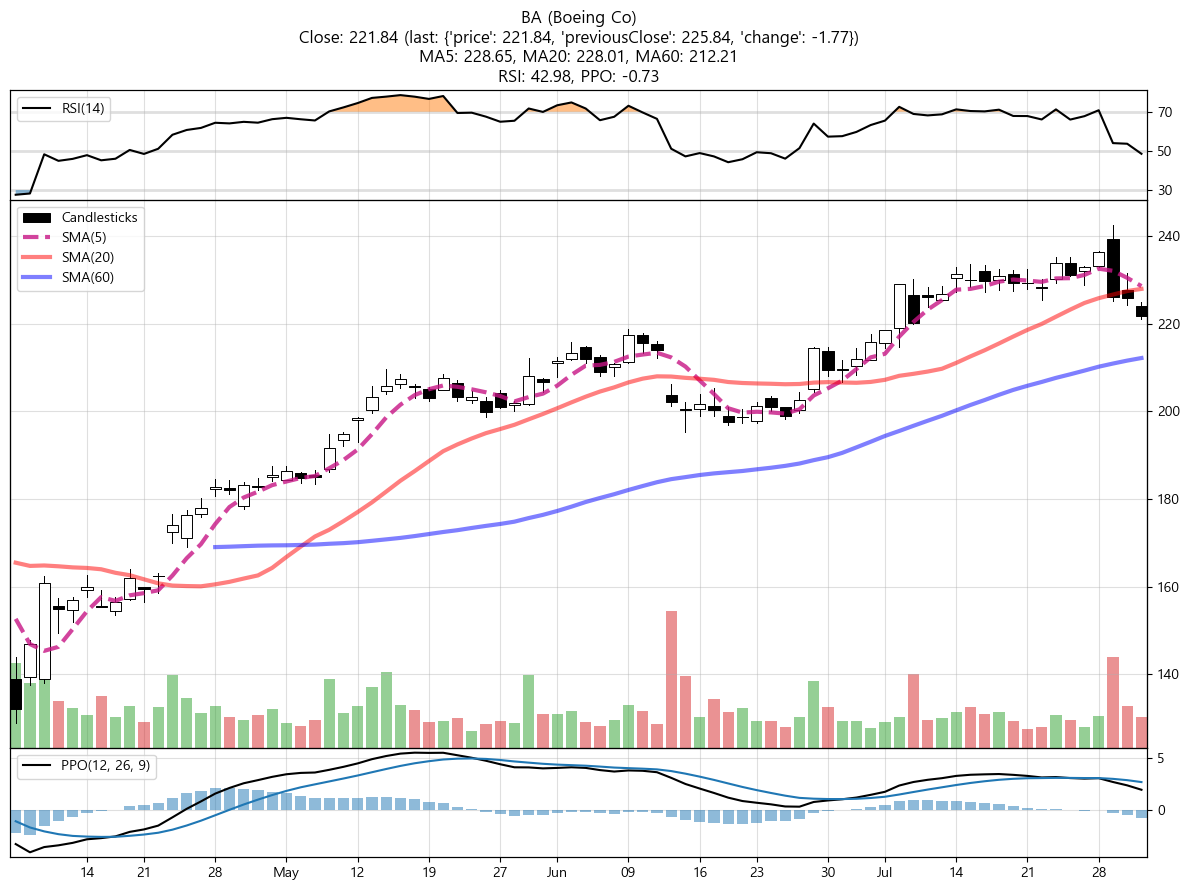 BA (Boeing Co)
Close: 221.84 (last: {'price': 221.84, 'previousClose': 225.84, 'change': -1.77})
MA5: 228.65, MA20: 228.01, MA60: 212.21
RSI: 42.98, PPO: -0.73
RSI(14)
70
50
30
Candlesticks
SMA(5)
SMA(20)
SMA(60)
240
220
200
180
160
140
PPO(12, 26, 9)
5
0
14 21 28 May 12 19 27 Jun 09 16 23 30 Jul 14 21 28